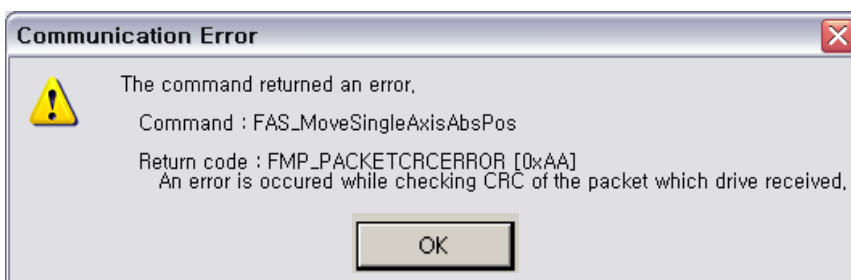 Communication Error
The command returned an error,
Command : FAS_MoveSingleAxisAbsPos
Return code : FMP_PACKETCRCERROR [0xAA]
An error is occured while checking CRC of the packet which drive received,
OK